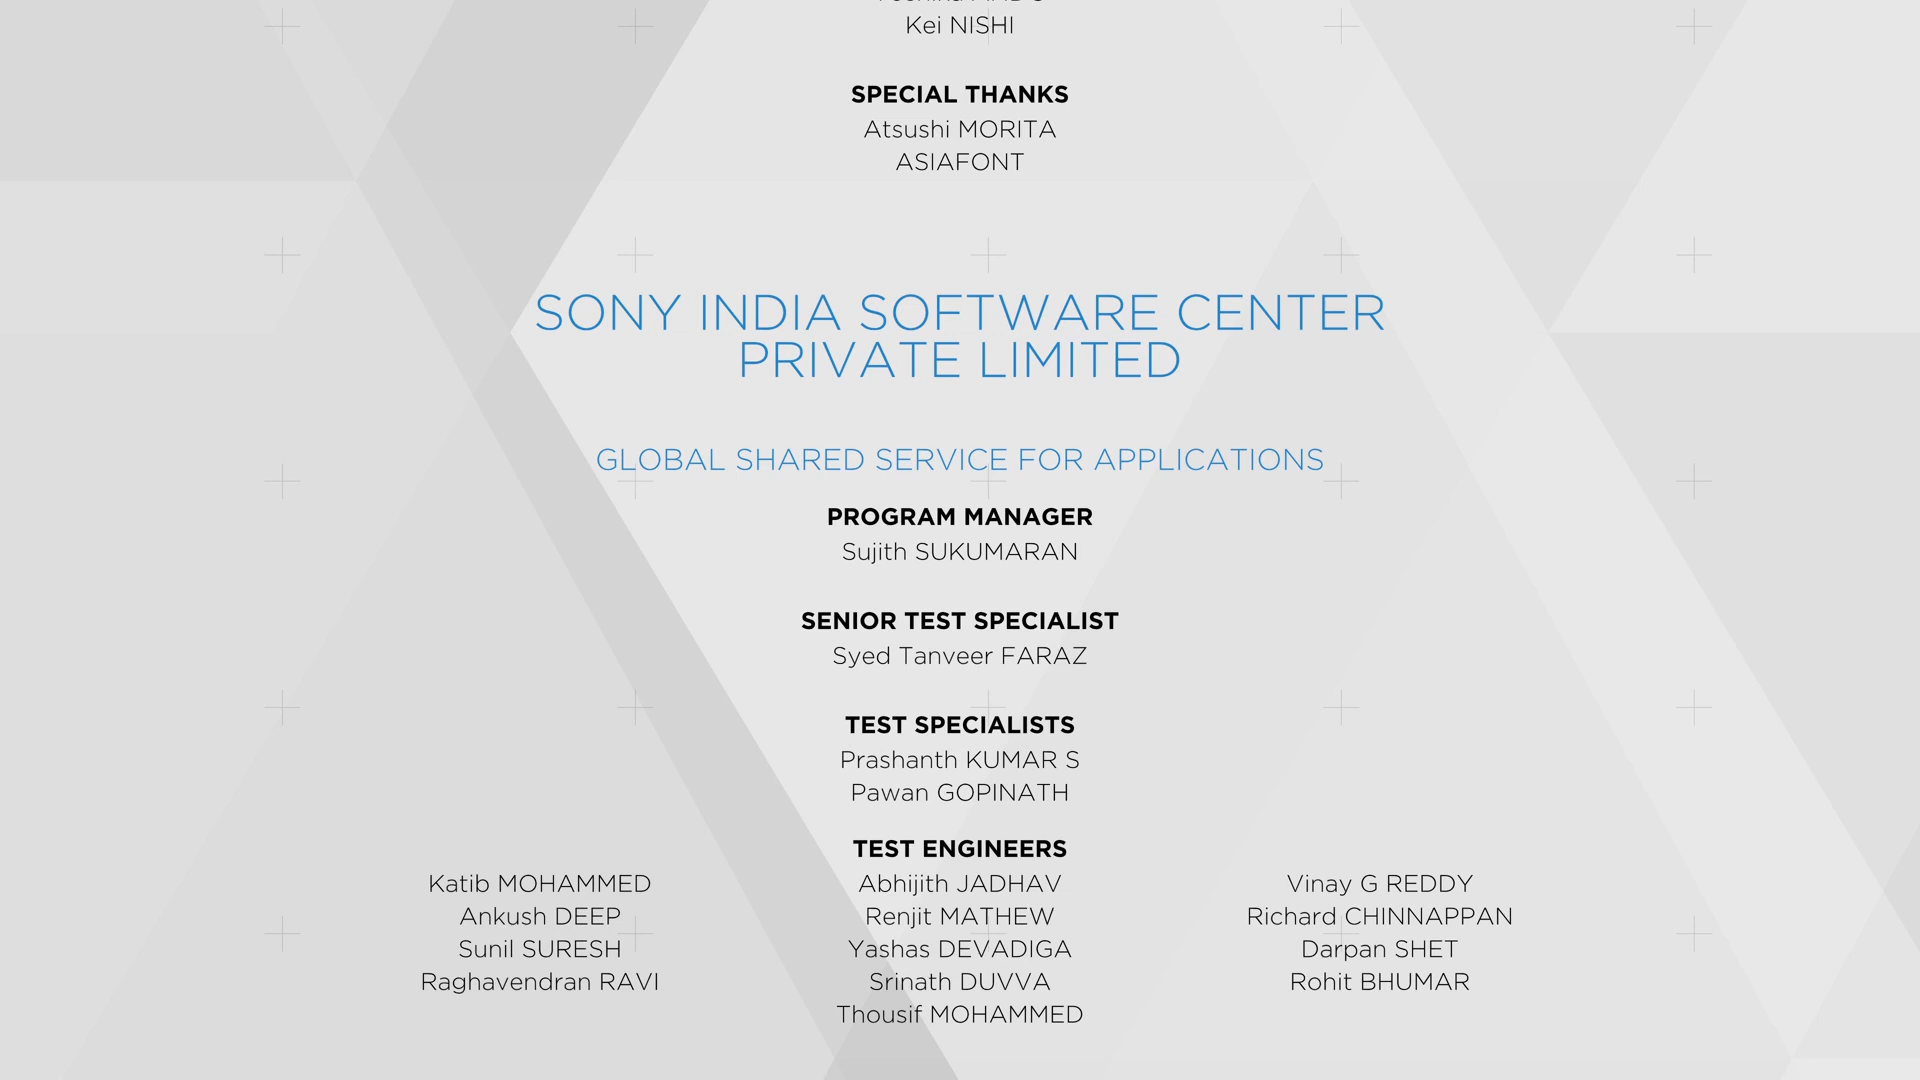 Kei NISHI
SPECIAL THANKS
Atsushi MORITA
ASIAFONT
SONY INDIA SOFTWARE CENTER
PRIVATE LIMITED
GLOBAL SHARED SERVICE FOR APPLICATIONS
PROGRAM MANAGER
Sujith SUKUMARAN
SENIOR TEST SPECIALIST
Syed Tanveer FARAZ
TEST SPECIALISTS
Prashanth KUMAR S
Pawan GOPINATH
TEST ENGINEERS
Katib MOHAMMED Abhijith JADHAV Vinay G REDDY
Ankush DEEP Renjit MATHEW Richard CHINNAPPAN
Sunil SURESH Yashas DEVADIGA Darpan SHET
Raghavendran RAVI Srinath DUVVA Rohit BHUMAR
Thousif MOHAMMED